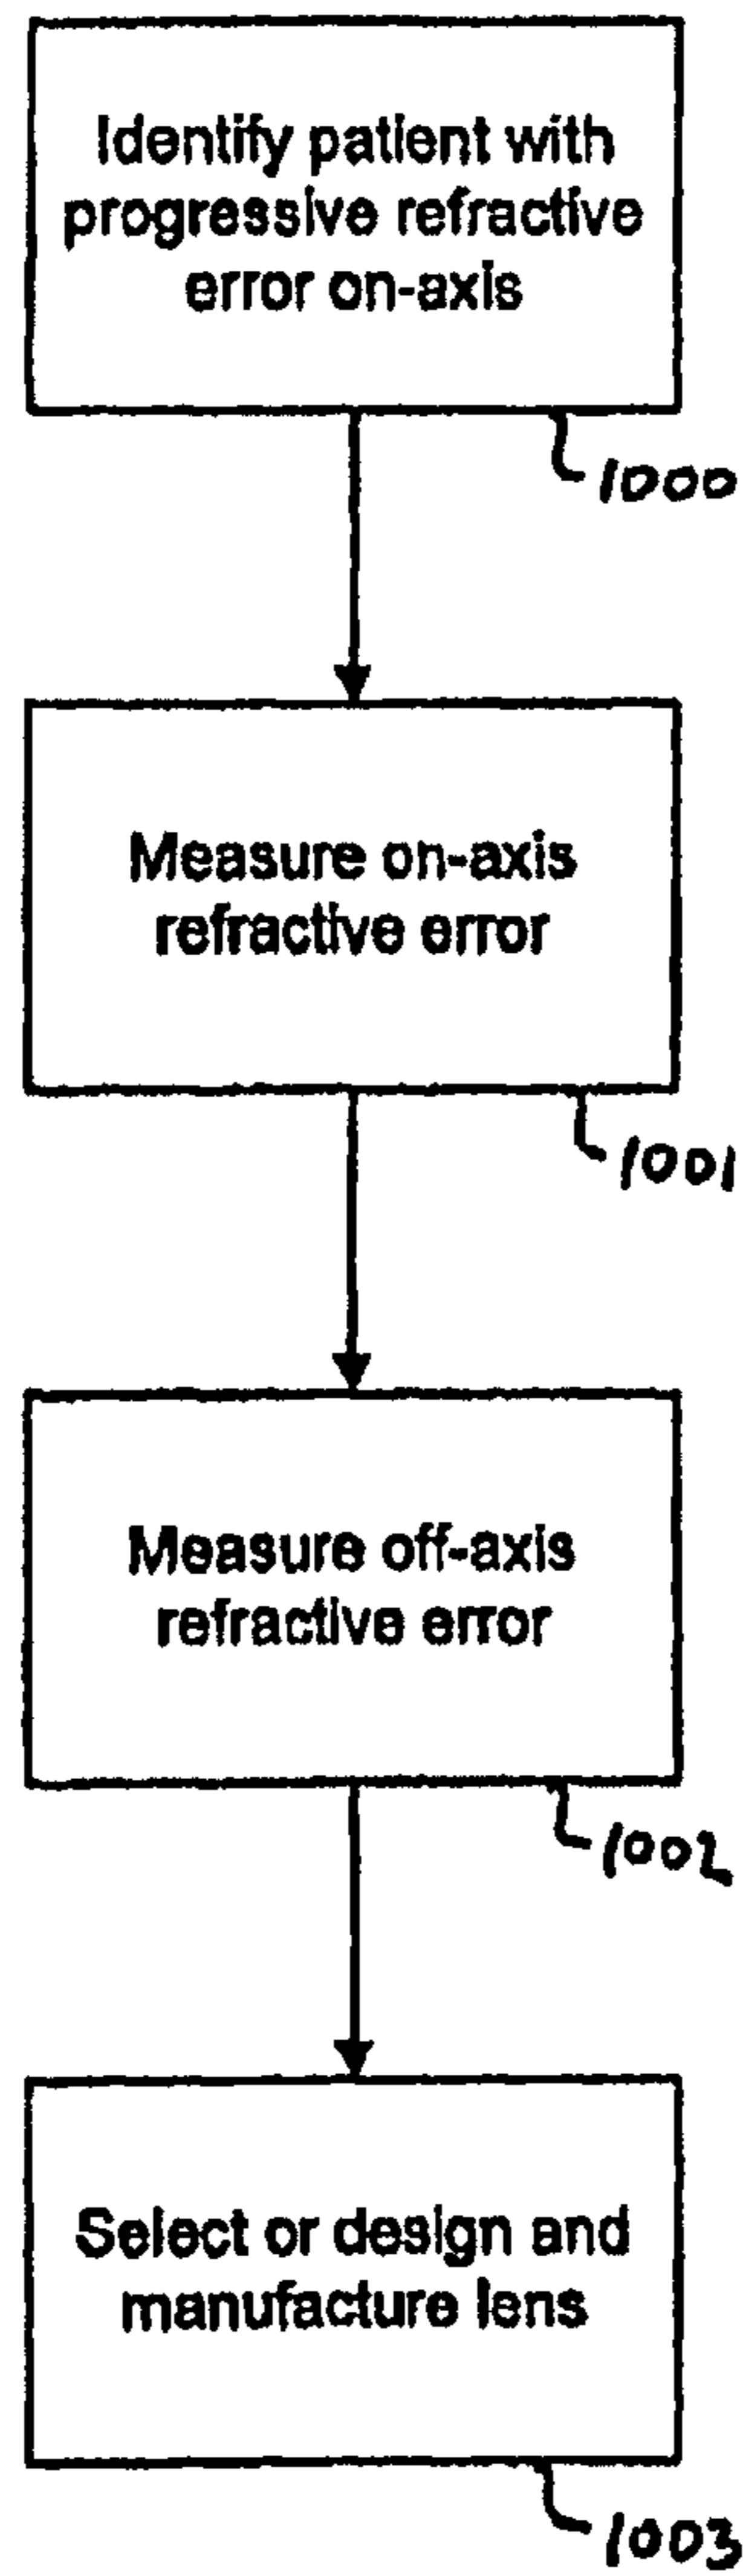 Identify patient with
progressive refractive
error on-axis
1000
Measure on-axis
refractive error
1001
Measure off-axis
refractive error
1002
Select or design and
manufacture lens
1003